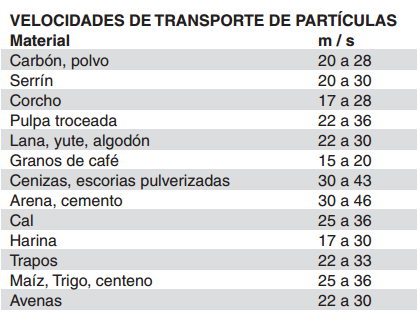 VELOCIDADES DE TRANSPORTE DE PARTÍCULAS
Material m / s
Carbón, polvo 20 a 28
Serrín 20 a 30
Corcho 17 a 28
Pulpa troceada 22 a 36
Lana, yute, algodón 22 a 30
Granos de café 15 a 20
Cenizas, escorias pulverizadas 30 a 43
Arena, cemento 30 a 46
Cal 25 a 36
Harina 17 a 30
Trapos 22 a 33
Maíz, Trigo, centeno 25 a 36
Avenas 22 a 30